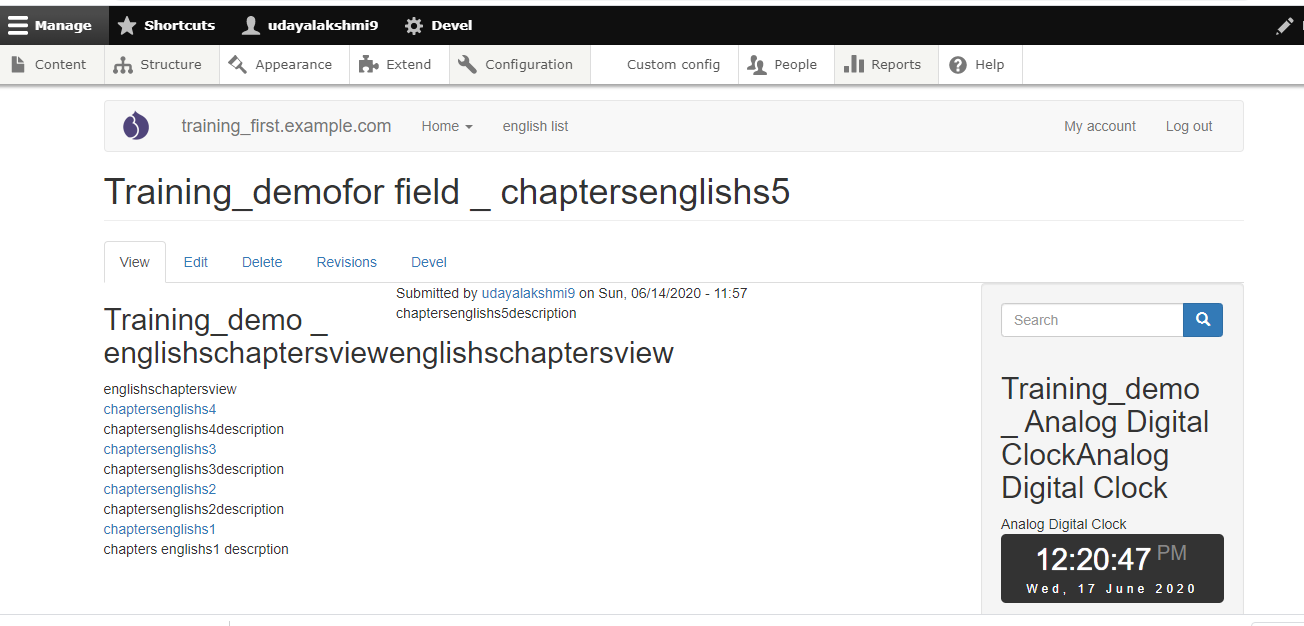 Manage Shortcuts udayalakshmi9 Devel
Content Structure Appearance Extend Configuration Custom config People Reports Help
training_first.example.com Home english list My account Log out
Training_demofor field _ chaptersenglishs5
View Edit Delete Revisions Devel
Submitted by udayalakshmi9 on Sun, 06/14/2020 - 11:57
chaptersenglishs5description
Training_demo _
englishschaptersviewenglishschaptersview
englishschaptersview
chaptersenglishs4
chaptersenglishs4description
chaptersenglishs3
chaptersenglishs3description
chaptersenglishs2
chaptersenglishs2description
chaptersenglishs1
chapters englishs1 descrption
Search
Training_demo
_ Analog Digital
ClockAnalog
Digital Clock
Analog Digital Clock
12:20:47 PM
Wed, 17 June 2020